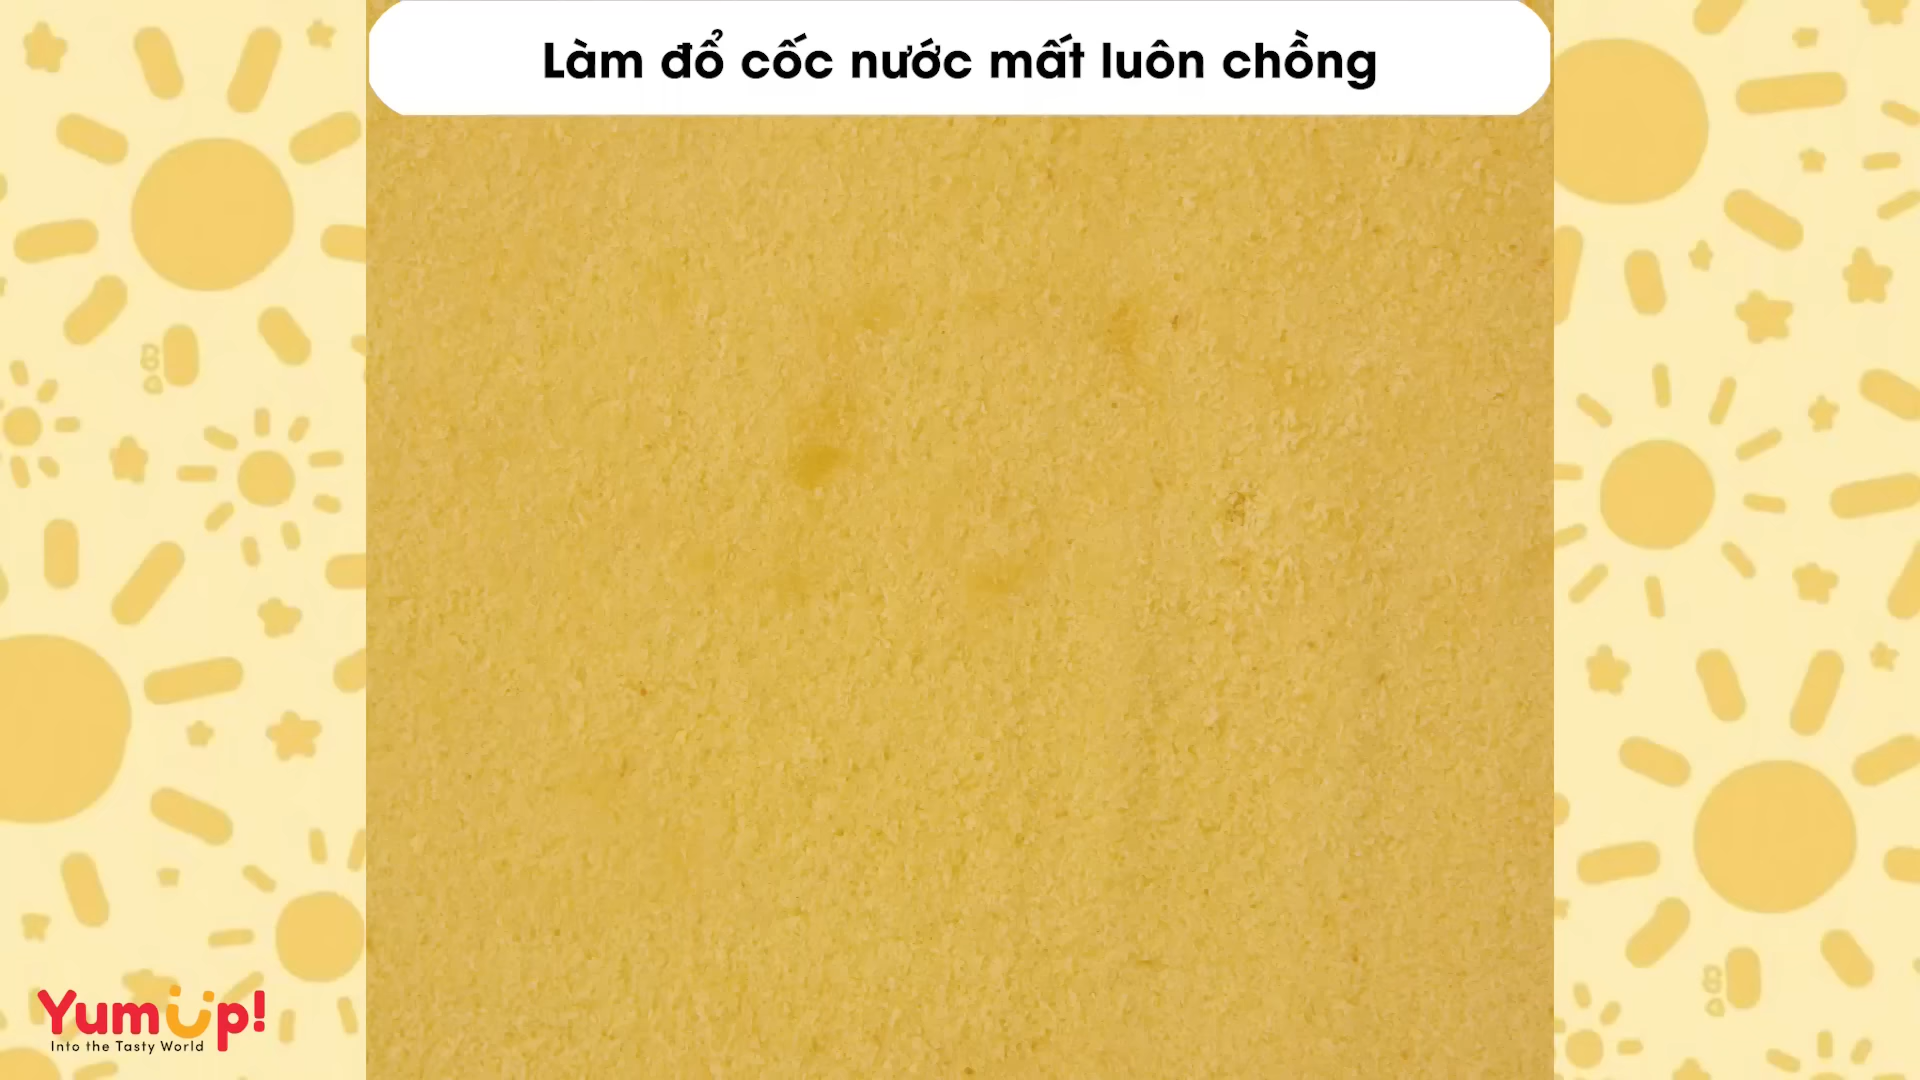 Làm đổ cốc nước mất luôn chồng
YumUp!
Into the Tasty World